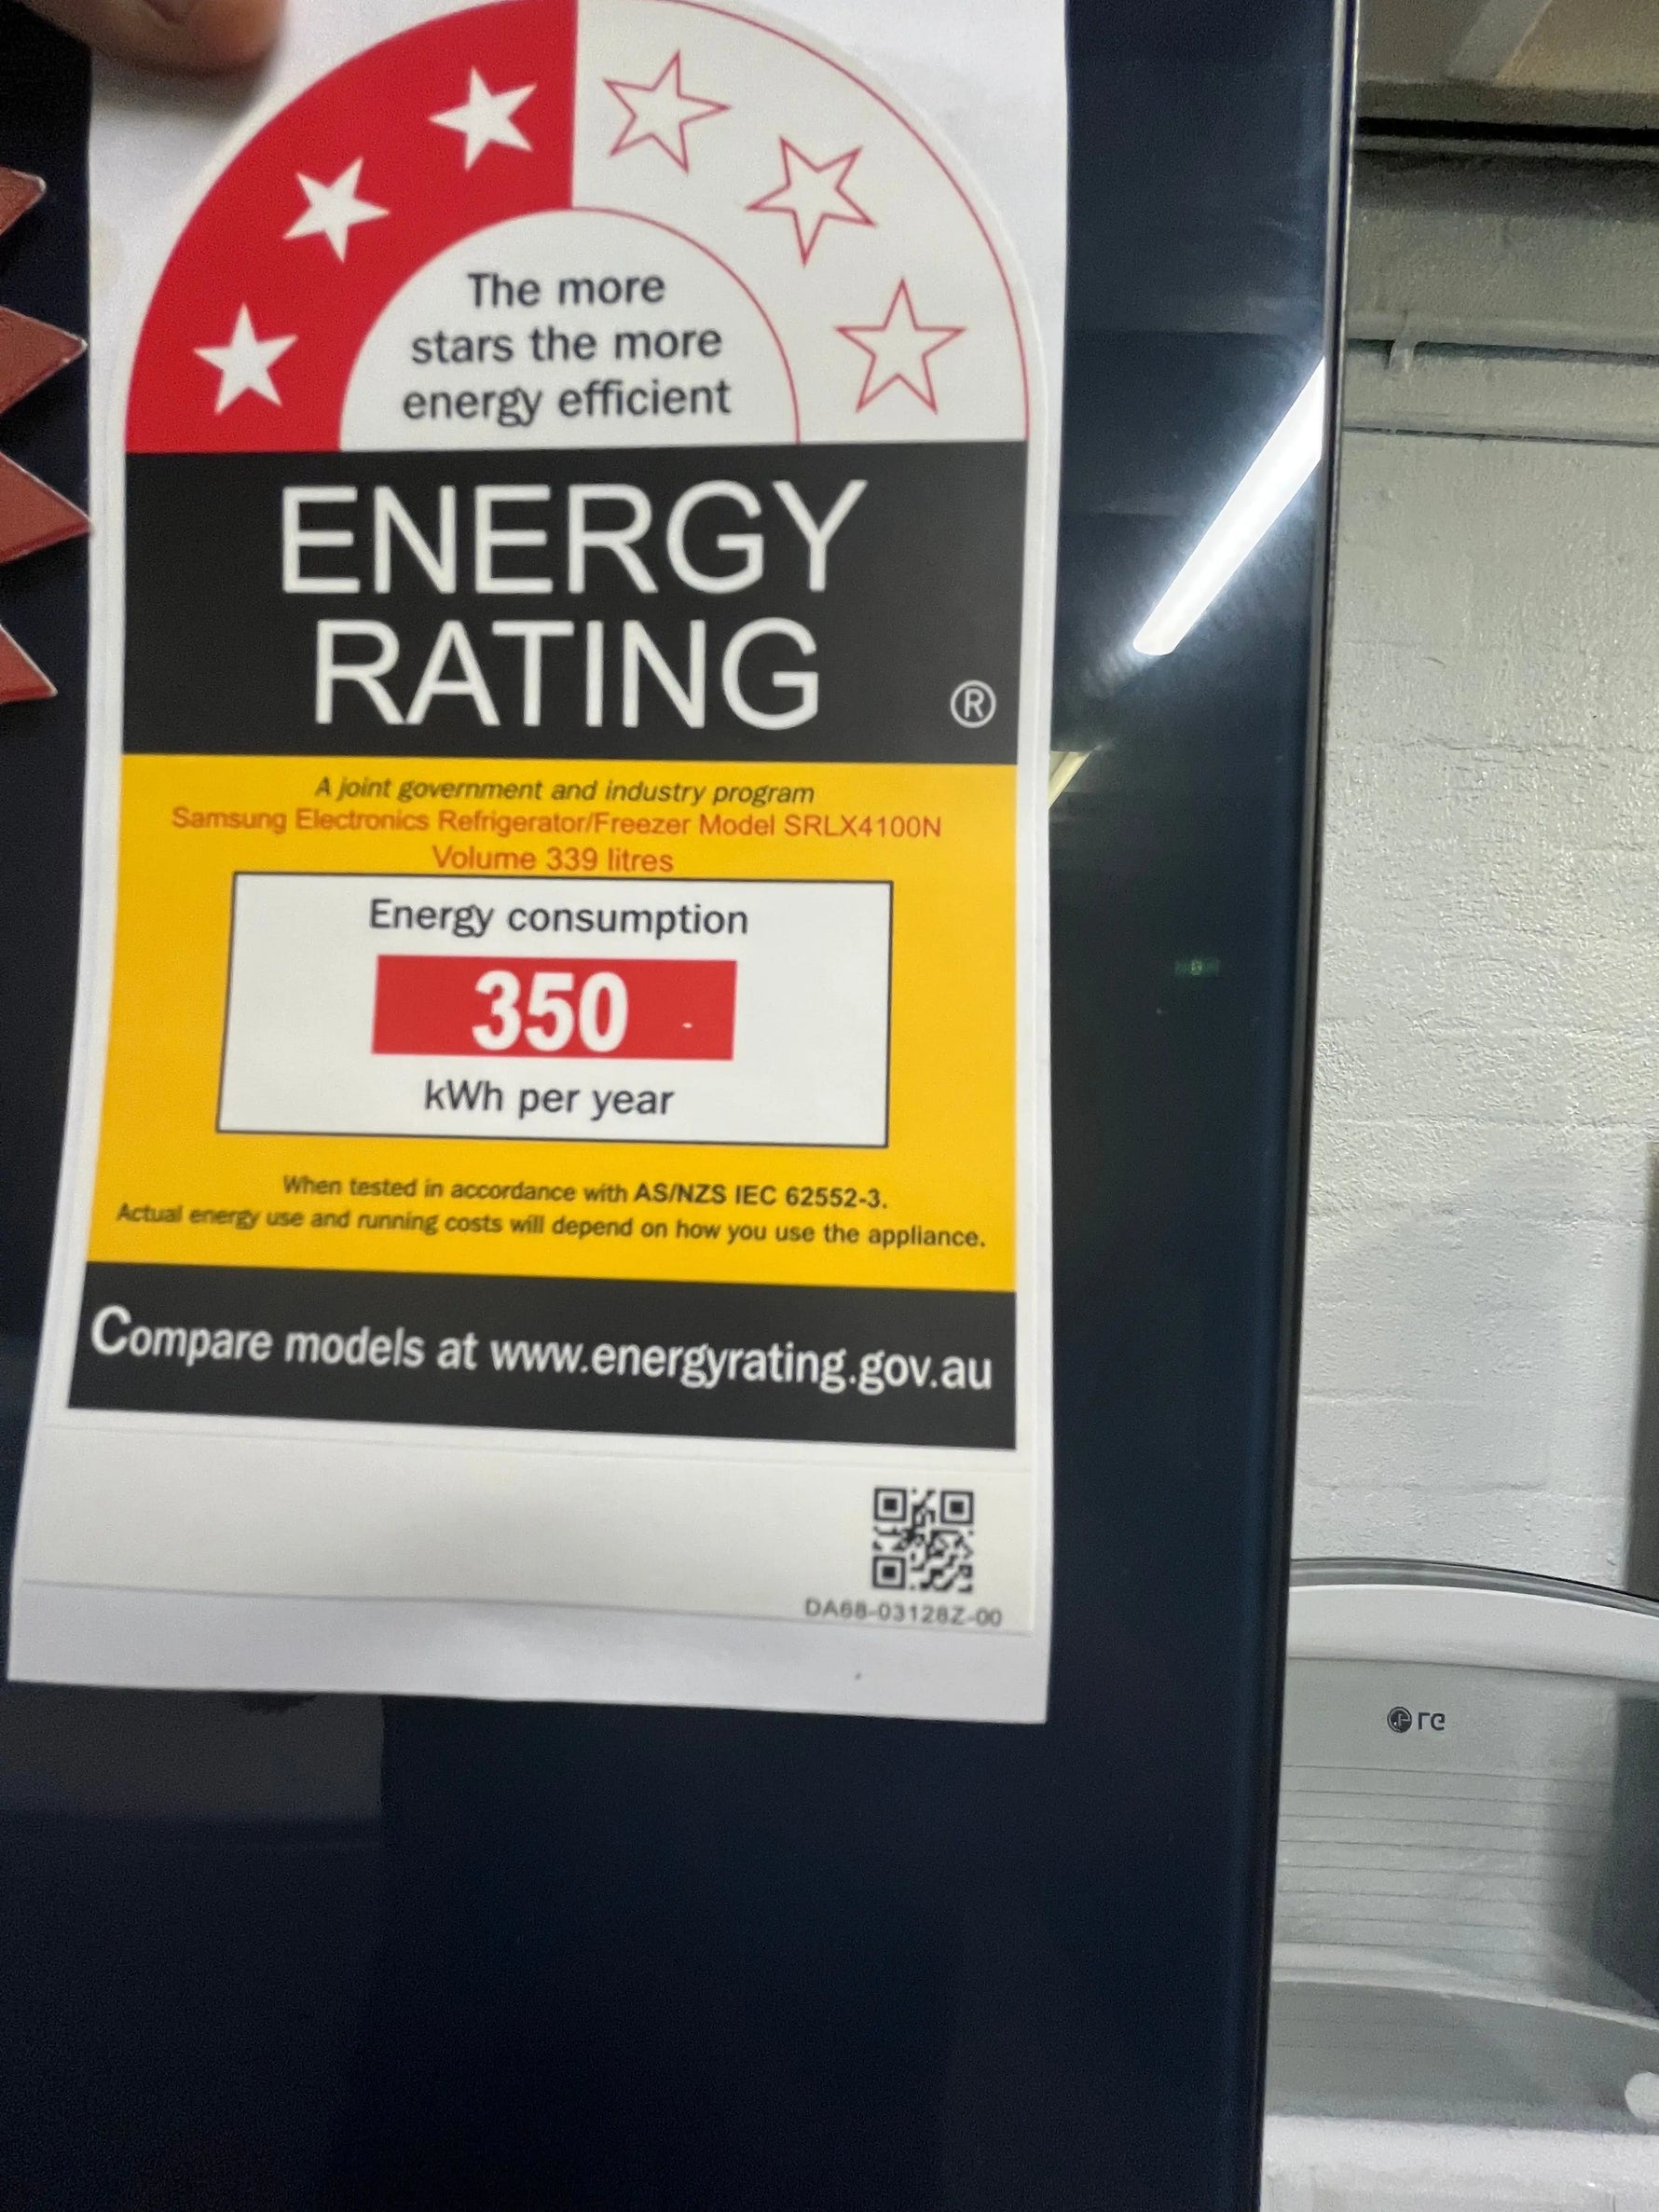 The more
stars the more
energy efficient
ENERGY
RATING
®
A joint government and industry program
Samsung Electronics Refrigerator/Freezer Model SRLX4100N
Volume 339 litres
Energy consumption
350
kWh per year
When tested in accordance with AS/NZS IEC 62552-3.
Actual energy use and running costs will depend on how you use the appliance.
Compare models at www.energyrating.gov.au
DA68-03128Z-00
LG